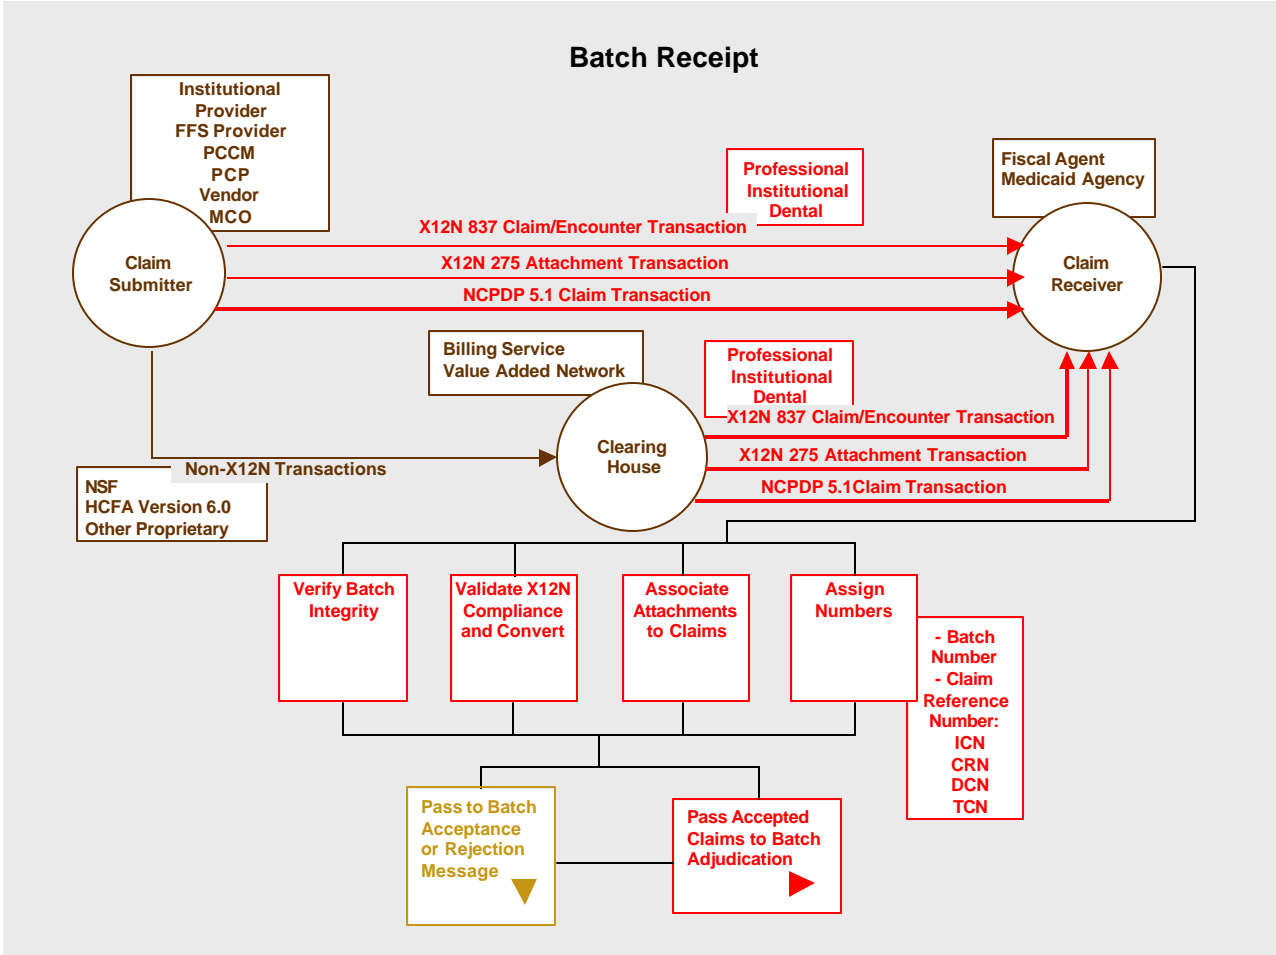 Batch Receipt
Institutional
Provider
FFS Provider
PCCM
PCP
Vendor
MCO
Professional
Institutional
Dental
Fiscal Agent
Medicaid Agency
X12N 837 Claim/Encounter Transaction
Claim
Submitter
X12N 275 Attachment Transaction
Claim
Receiver
NCPDP 5.1 Claim Transaction
Billing Service
Value Added Network
Professional
Institutional
Dental
X12N 837 Claim/Encounter Transaction
Clearing
House
X12N 275 Attachment Transaction
Non-X12N Transactions
NCPDP 5.1Claim Transaction
NSF
HCFA Version 6.0
Other Proprietary
Verify Batch
Integrity
Validate X12N
Compliance
and Convert
Associate
Attachments
to Claims
Assign
Numbers
- Batch
Number
- Claim
Reference
Number:
ICN
CRN
DCN
TCN
Pass to Batch
Acceptance
or Rejection
Message
Pass Accepted
Claims to Batch
Adjudication